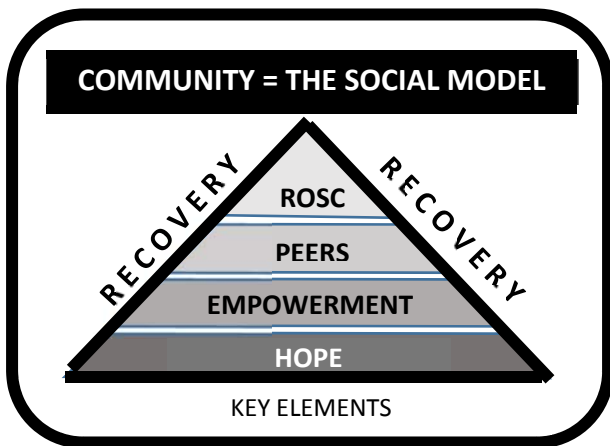 COMMUNITY = THE SOCIAL MODEL
RECOVERY
RECOVERY
ROSC
PEERS
EMPOWERMENT
HOPE
KEY ELEMENTS